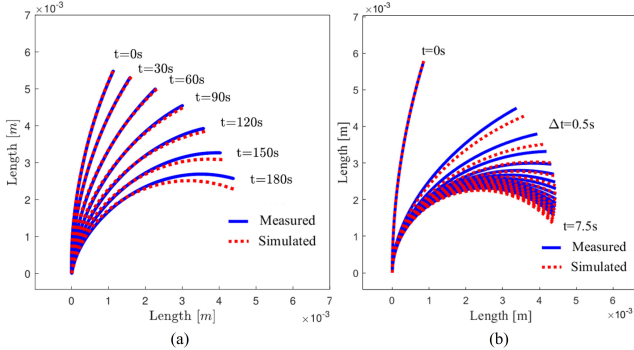 ×10⁻³
7
6
5
4
3
2
1
0
Length [m]
t=0s
t=30s
t=60s
t=90s
t=120s
t=150s
t=180s
Measured
Simulated
0 1 2 3 4 5 6 7
Length [m]
×10⁻³
(a)
×10⁻³
7
6
5
4
3
2
1
0
Length [m]
t=0s
Δt=0.5s
t=7.5s
Measured
Simulated
0 1 2 3 4 5 6
Length [m]
×10⁻³
(b)